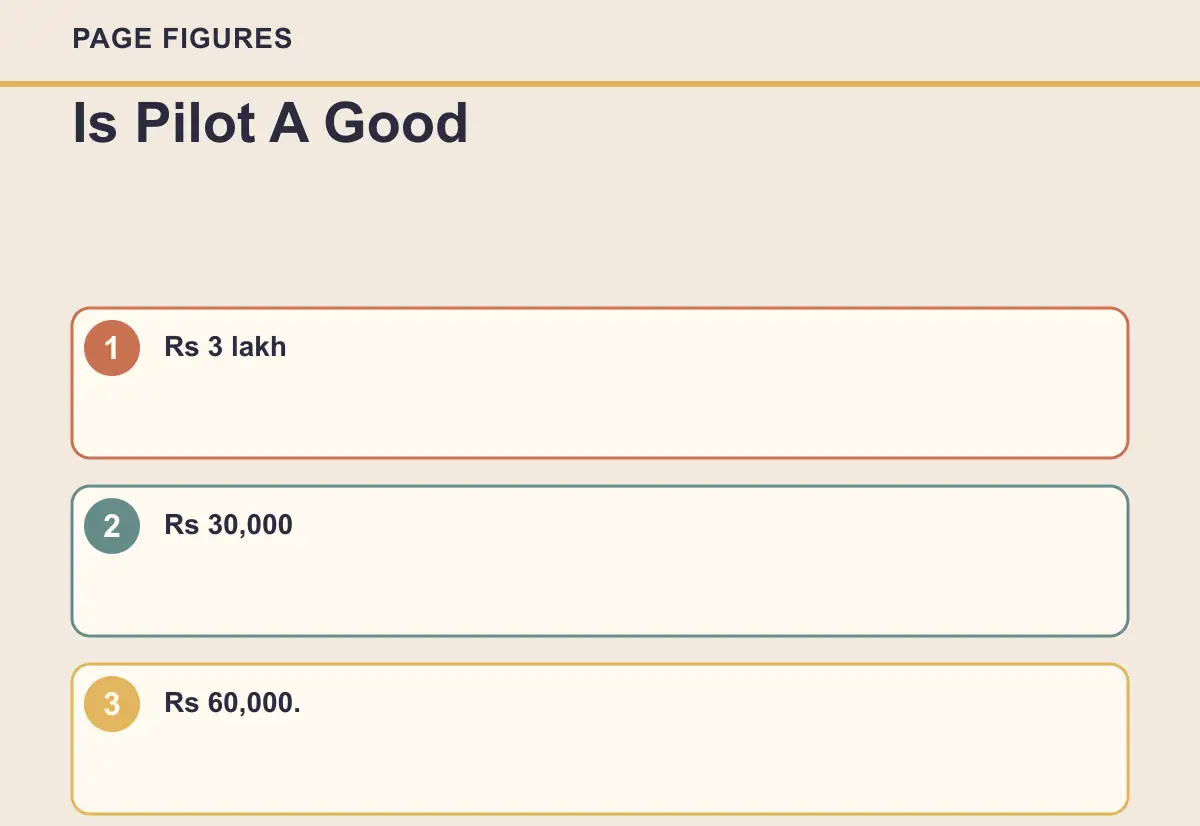 PAGE FIGURES
Is Pilot A Good
1
Rs 3 lakh
2
Rs 30,000
3
Rs 60,000.